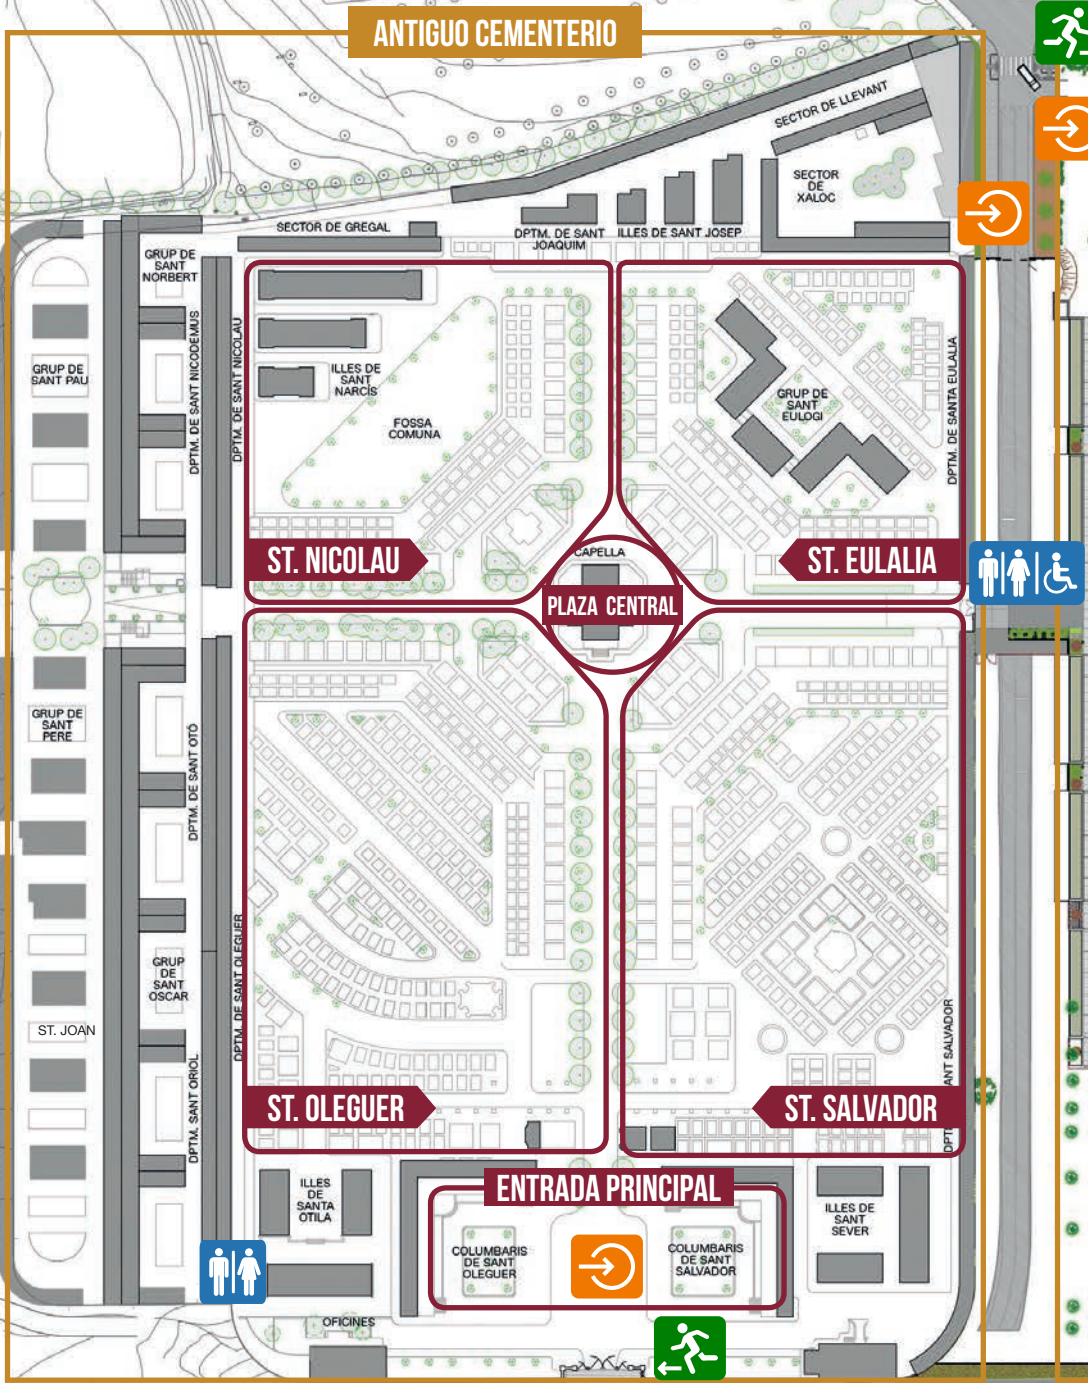 ANTIGUO CEMENTERIO
SECTOR DE LLEVANT
SECTOR
DE
XALOC
SECTOR DE GREGAL
DPTM. DE SANT
JOAQUIM
ILLES DE SANT JOSEP
GRUP DE
SANT
NORBERT
GRUP DE
SANT PAU
DPTM. DE SANT NICODEMUS
DPTM. DE SANT NICOLAU
ILLES DE
SANT
NARCÍS
FOSSA
COMUNA
GRUP DE
SANT
EULOGI
DPTM. DE SANTA EULALIA
ST. NICOLAU
CAPELLA
ST. EULALIA
PLAZA CENTRAL
GRUP DE
SANT
PERE
DPTM. DE SANT OTÓ
GRUP
DE
SANT
OSCAR
DPTM. DE SANT OLEGUER
ST. JOAN
DPTM. SANT ORIOL
ST. OLEGUER
ST. SALVADOR
ANT SALVADOR
ENTRADA PRINCIPAL
ILLES
DE
SANTA
OTILA
COLUMBARIS
DE SANT
OLEGUER
COLUMBARIS
DE SANT
SALVADOR
ILLES DE
SANT
SEVER
OFICINES